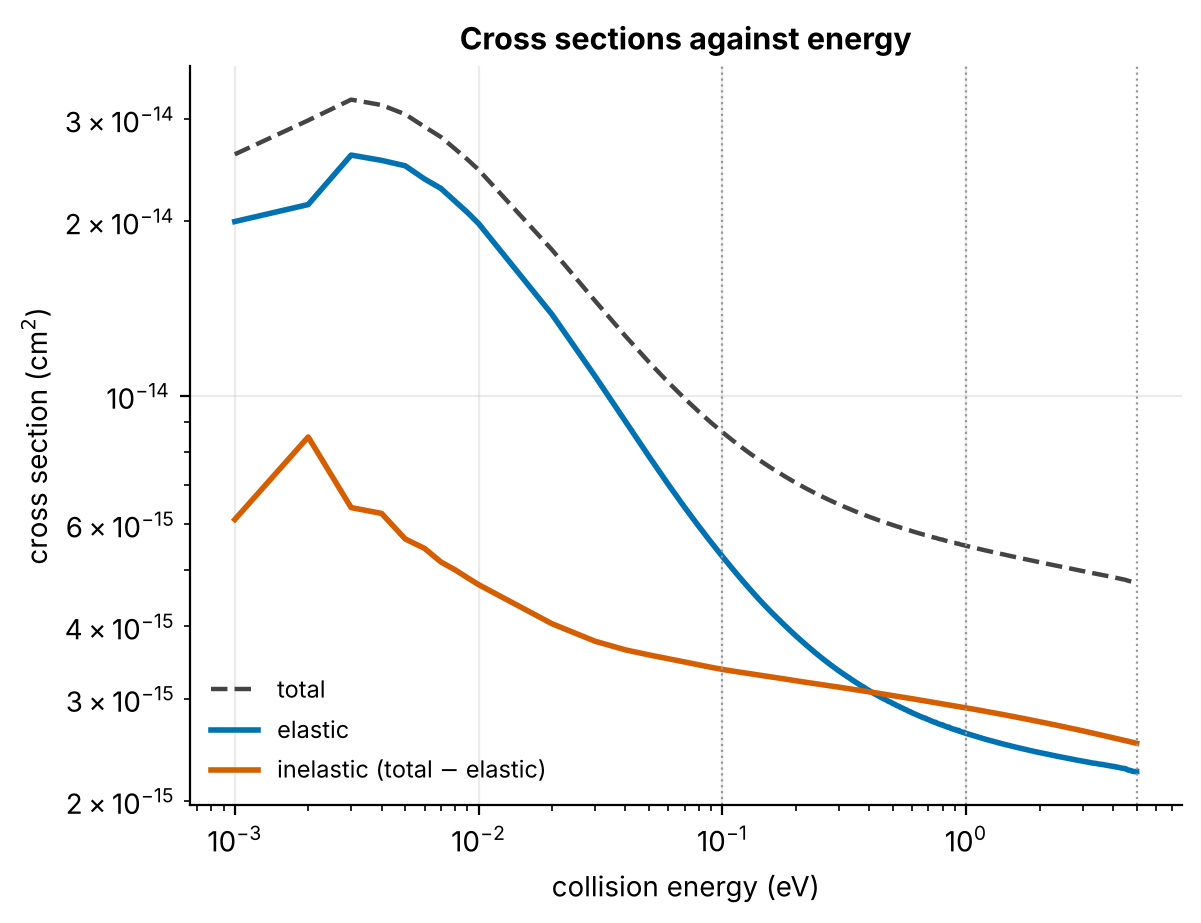 Cross sections against energy
cross section (cm²)
3 × 10⁻¹⁴
2 × 10⁻¹⁴
10⁻¹⁴
6 × 10⁻¹⁵
4 × 10⁻¹⁵
3 × 10⁻¹⁵
2 × 10⁻¹⁵
total
elastic
inelastic (total − elastic)
10⁻³ 10⁻² 10⁻¹ 10⁰
collision energy (eV)